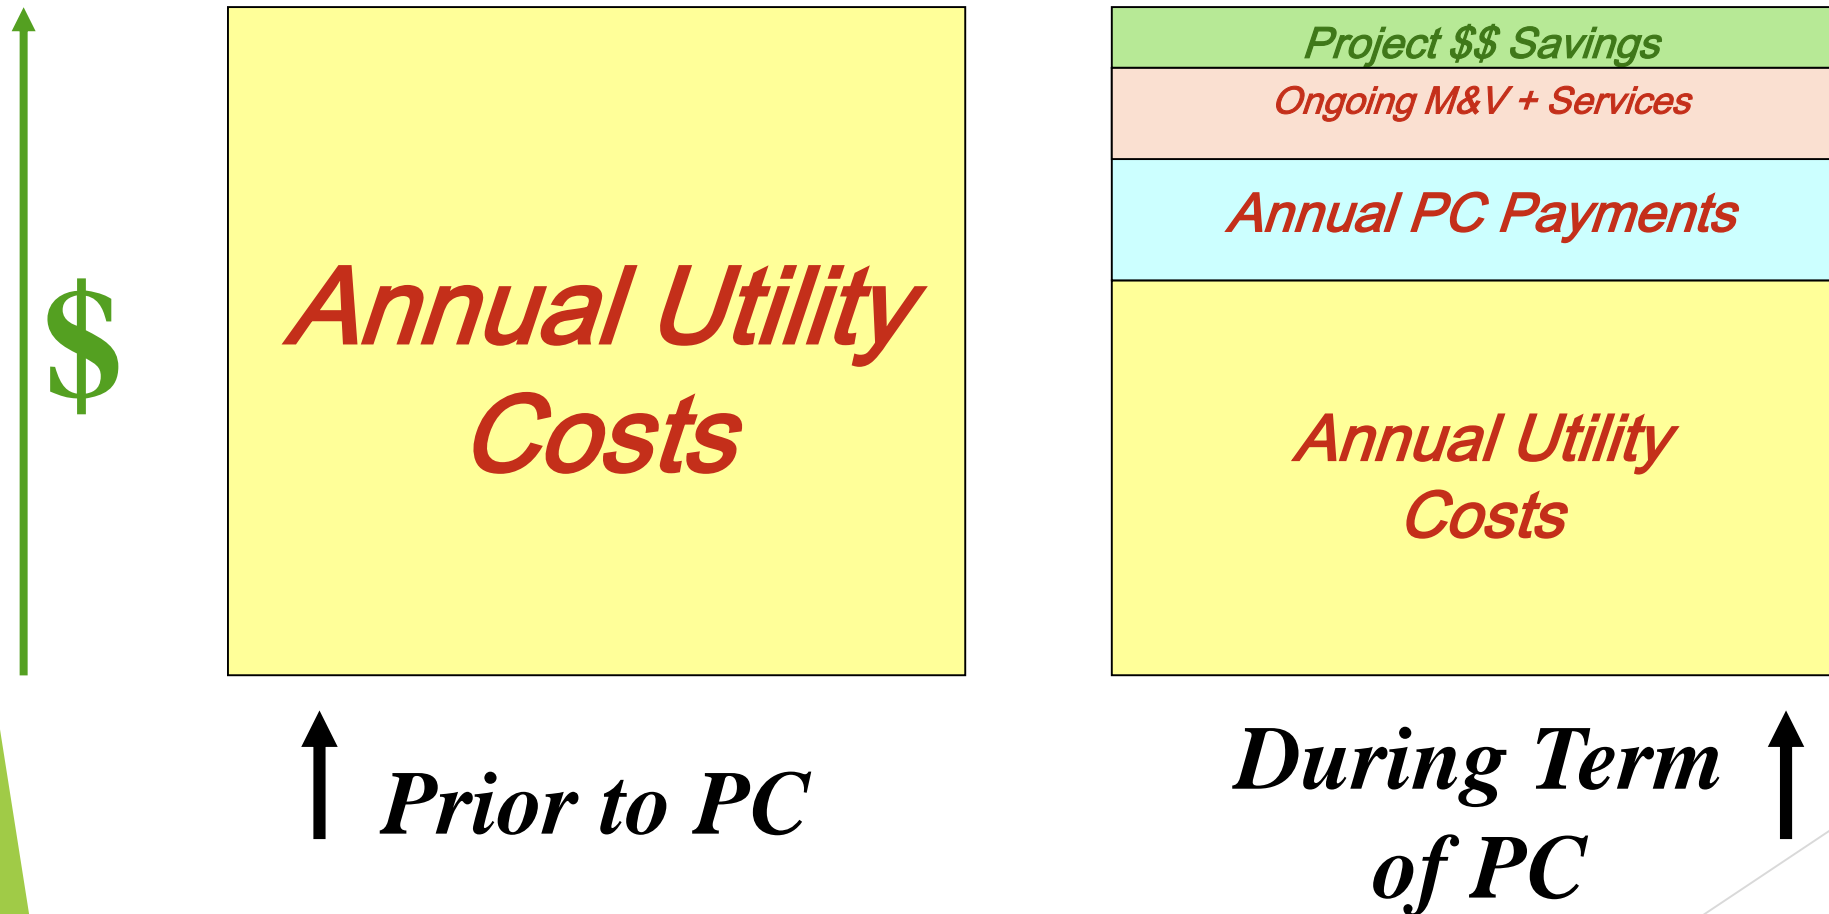 $
Annual Utility
Costs
Prior to PC
Project $$ Savings
Ongoing M&V + Services
Annual PC Payments
Annual Utility
Costs
During Term
of PC